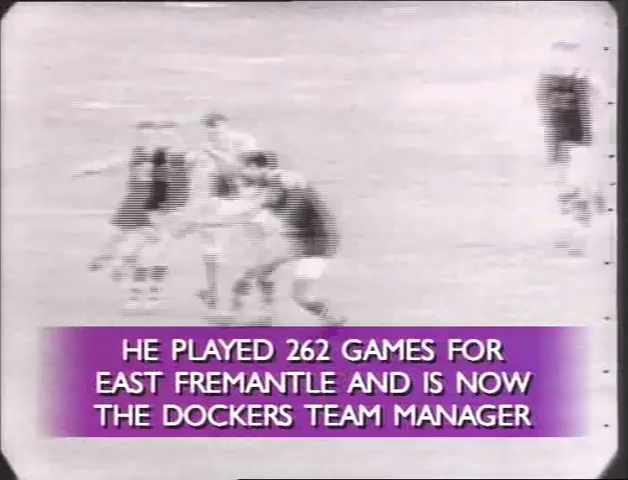 HE PLAYED 262 GAMES FOR
EAST FREMANTLE AND IS NOW
THE DOCKERS TEAM MANAGER